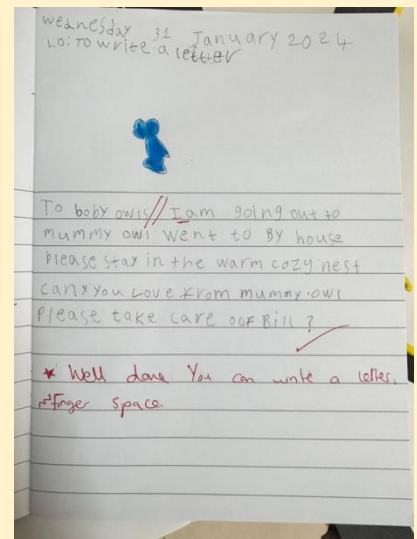 Wednesday 31 January 2024
LO: TO write a letter
To baby owls// I am going out to
mummy owl went to By house
Please stay in the warm cozy nest
can x you Love from mummy owl
Please take care oof Bill ?
* Well done You can write a letter.
finger space.